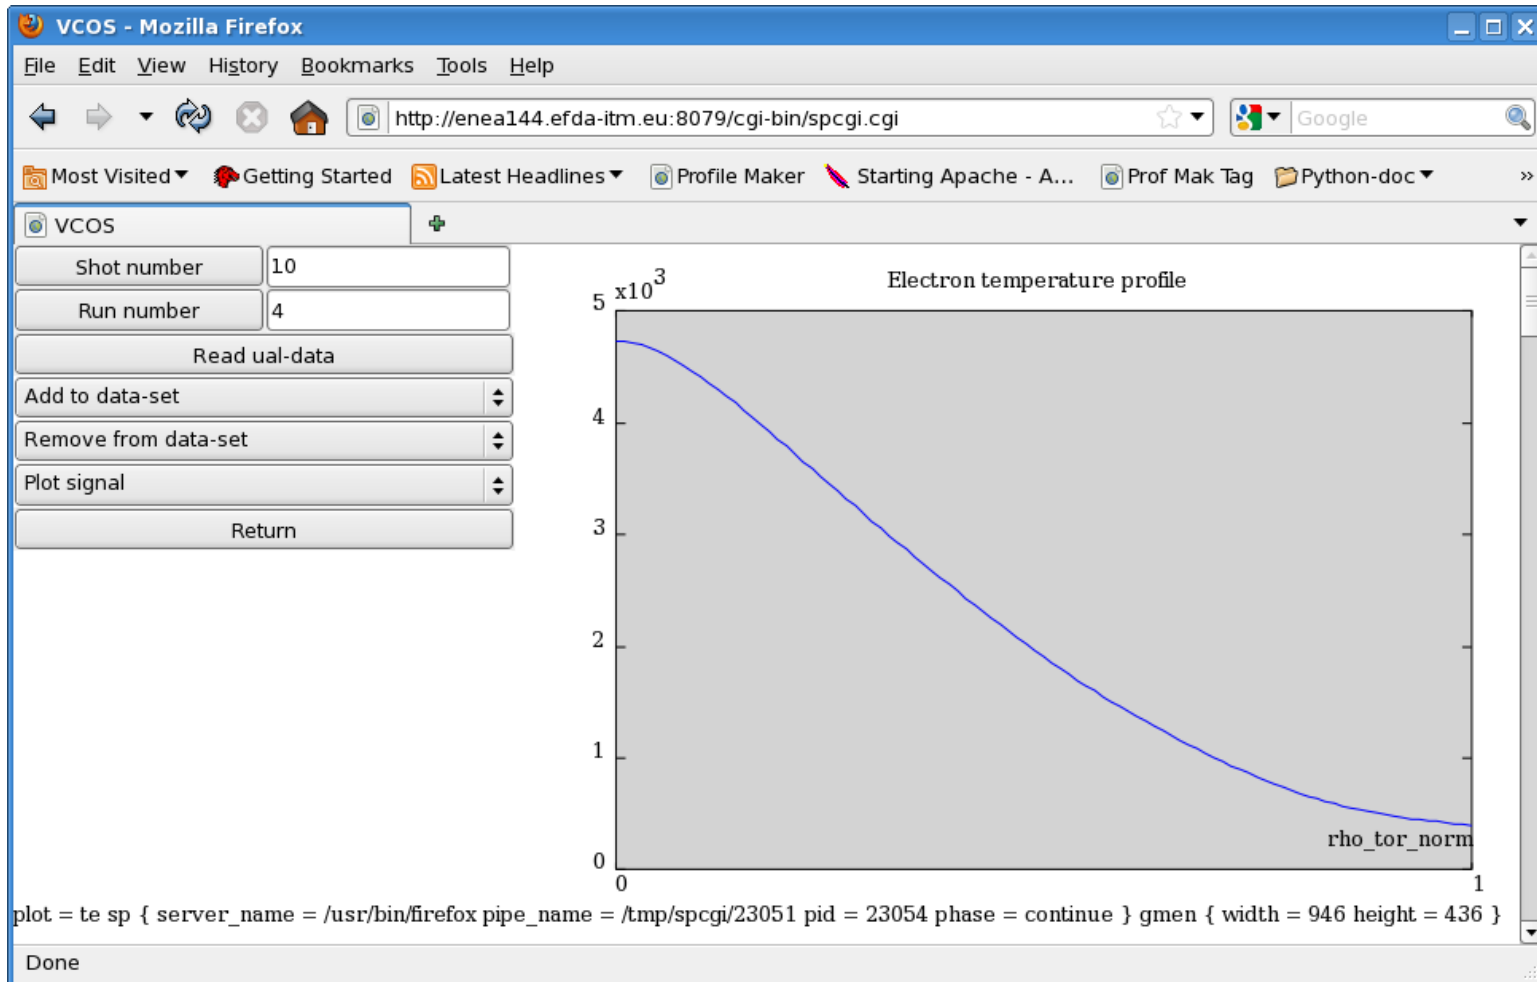 VCOS - Mozilla Firefox
File Edit View History Bookmarks Tools Help
http://enea144.efda-itm.eu:8079/cgi-bin/spcgi.cgi Google
Most Visited Getting Started Latest Headlines Profile Maker Starting Apache - A... Prof Mak Tag Python-doc »
VCOS
Shot number 10
Run number 4
Read ual-data
Add to data-set
Remove from data-set
Plot signal
Return
Electron temperature profile
x10^3
5
4
3
2
1
0
rho_tor_norm
0 1
plot = te sp { server_name = /usr/bin/firefox pipe_name = /tmp/spcgi/23051 pid = 23054 phase = continue } gmen { width = 946 height = 436 }
Done